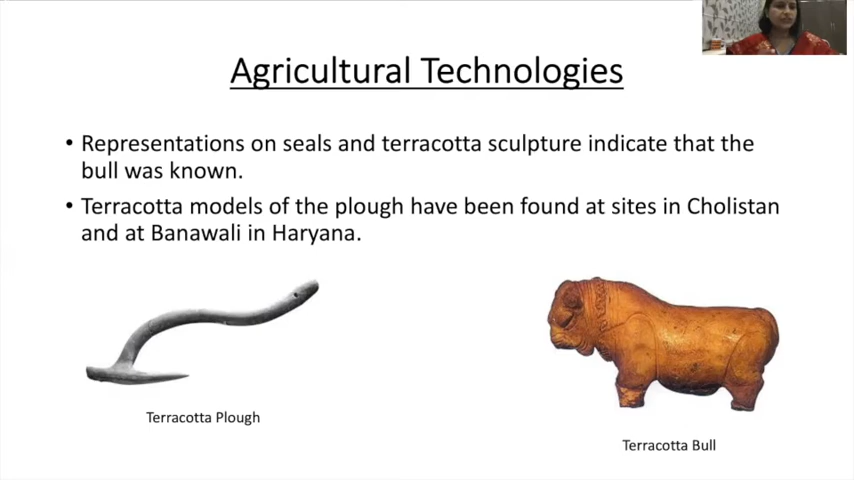 Agricultural Technologies
• Representations on seals and terracotta sculpture indicate that the
bull was known.
• Terracotta models of the plough have been found at sites in Cholistan
and at Banawali in Haryana.
Terracotta Plough
Terracotta Bull